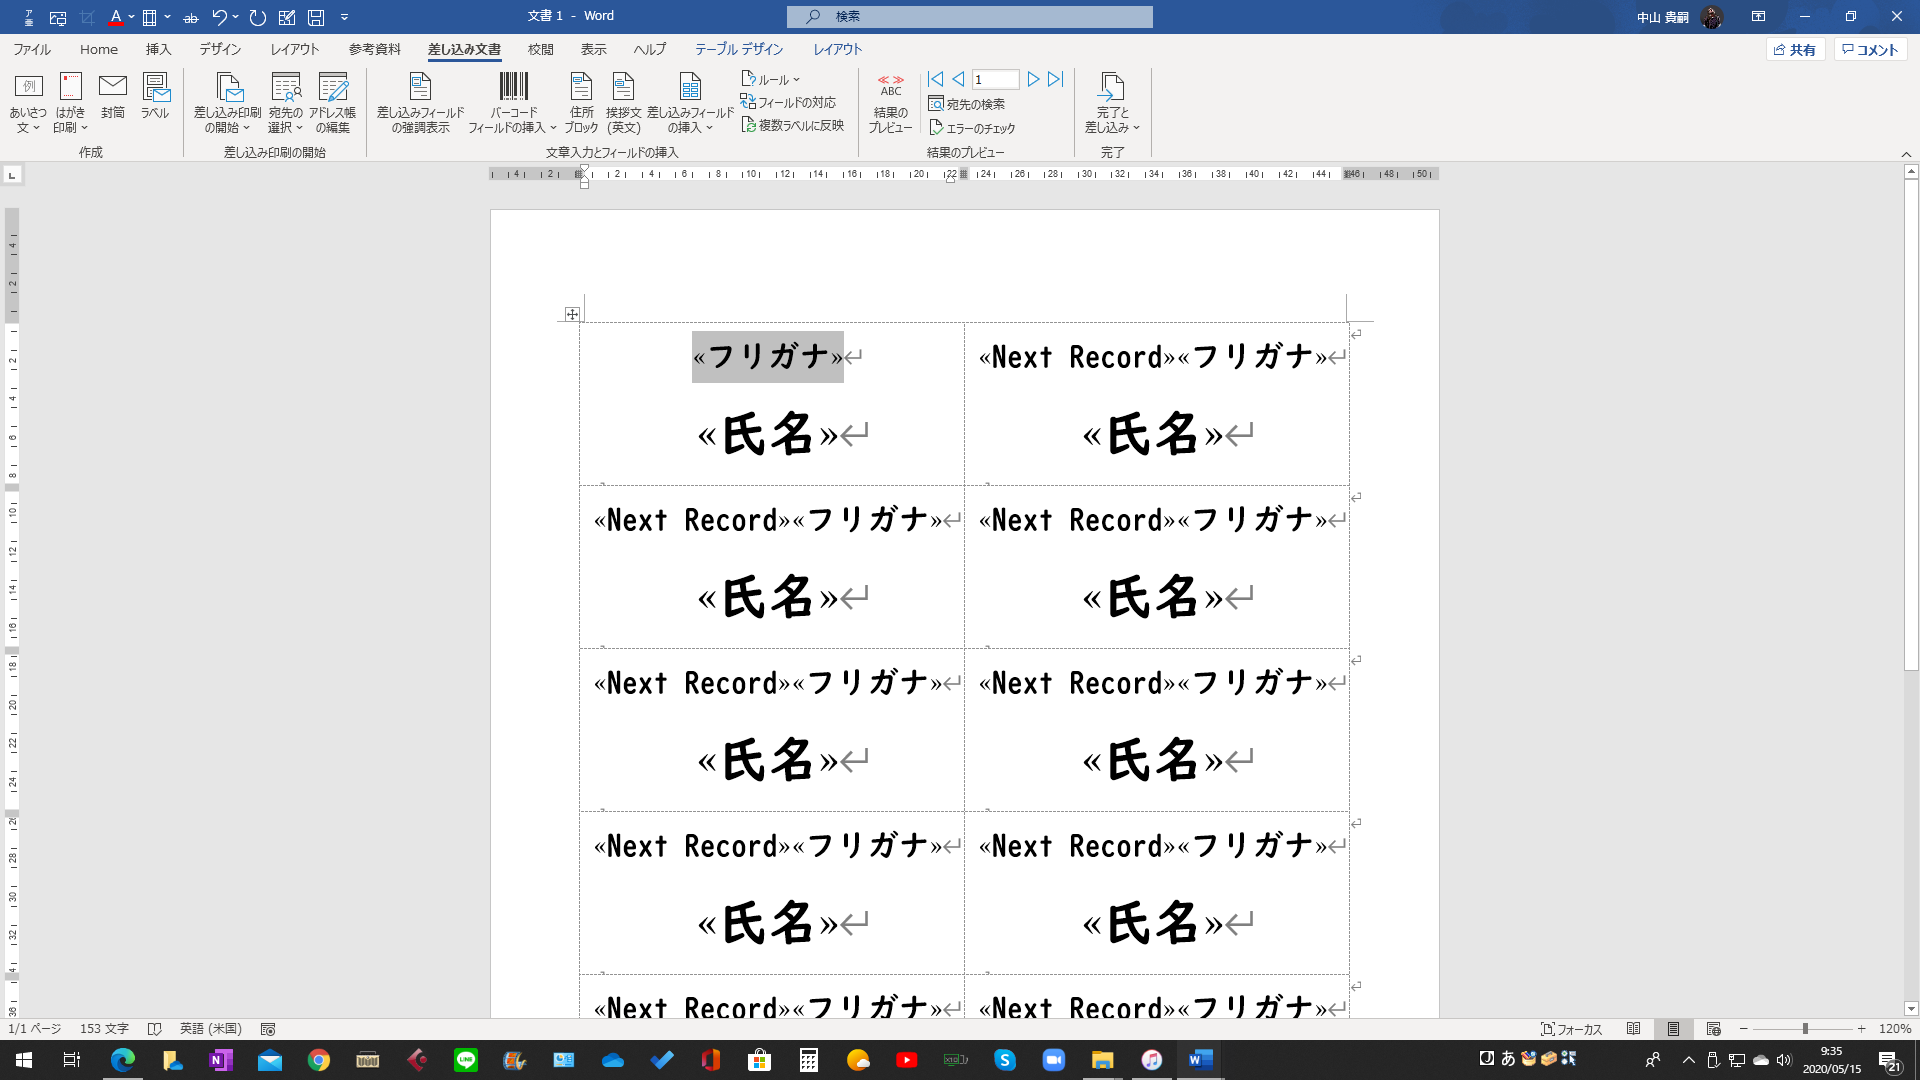 文書 1 - Word
検索
中山 貴嗣
ファイル Home 挿入 デザイン レイアウト 参考資料 差し込み文書 校閲 表示 ヘルプ テーブル デザイン レイアウト
共有 コメント
あいさつ文
はがき印刷
封筒
ラベル
作成
差し込み印刷の開始
宛先の選択
アドレス帳の編集
差し込み印刷の開始
差し込みフィールドの強調表示
バーコード フィールドの挿入
住所ブロック
挨拶文(英文)
差し込みフィールドの挿入
ルール
フィールドの対応
複数ラベルに反映
文章入力とフィールドの挿入
ABC
結果のプレビュー
1
宛先の検索
エラーのチェック
結果のプレビュー
完了と差し込み
完了
«フリガナ»↵ «Next Record»«フリガナ»↵
«氏名»↵ «氏名»↵
«Next Record»«フリガナ»↵ «Next Record»«フリガナ»↵
«氏名»↵ «氏名»↵
«Next Record»«フリガナ»↵ «Next Record»«フリガナ»↵
«氏名»↵ «氏名»↵
«Next Record»«フリガナ»↵ «Next Record»«フリガナ»↵
«氏名»↵ «氏名»↵
«Next Record»«フリガナ»↵ «Next Record»«フリガナ»↵
1/1 ページ 153 文字 英語 (米国) フォーカス 120%
あ
9:35
2020/05/15
21